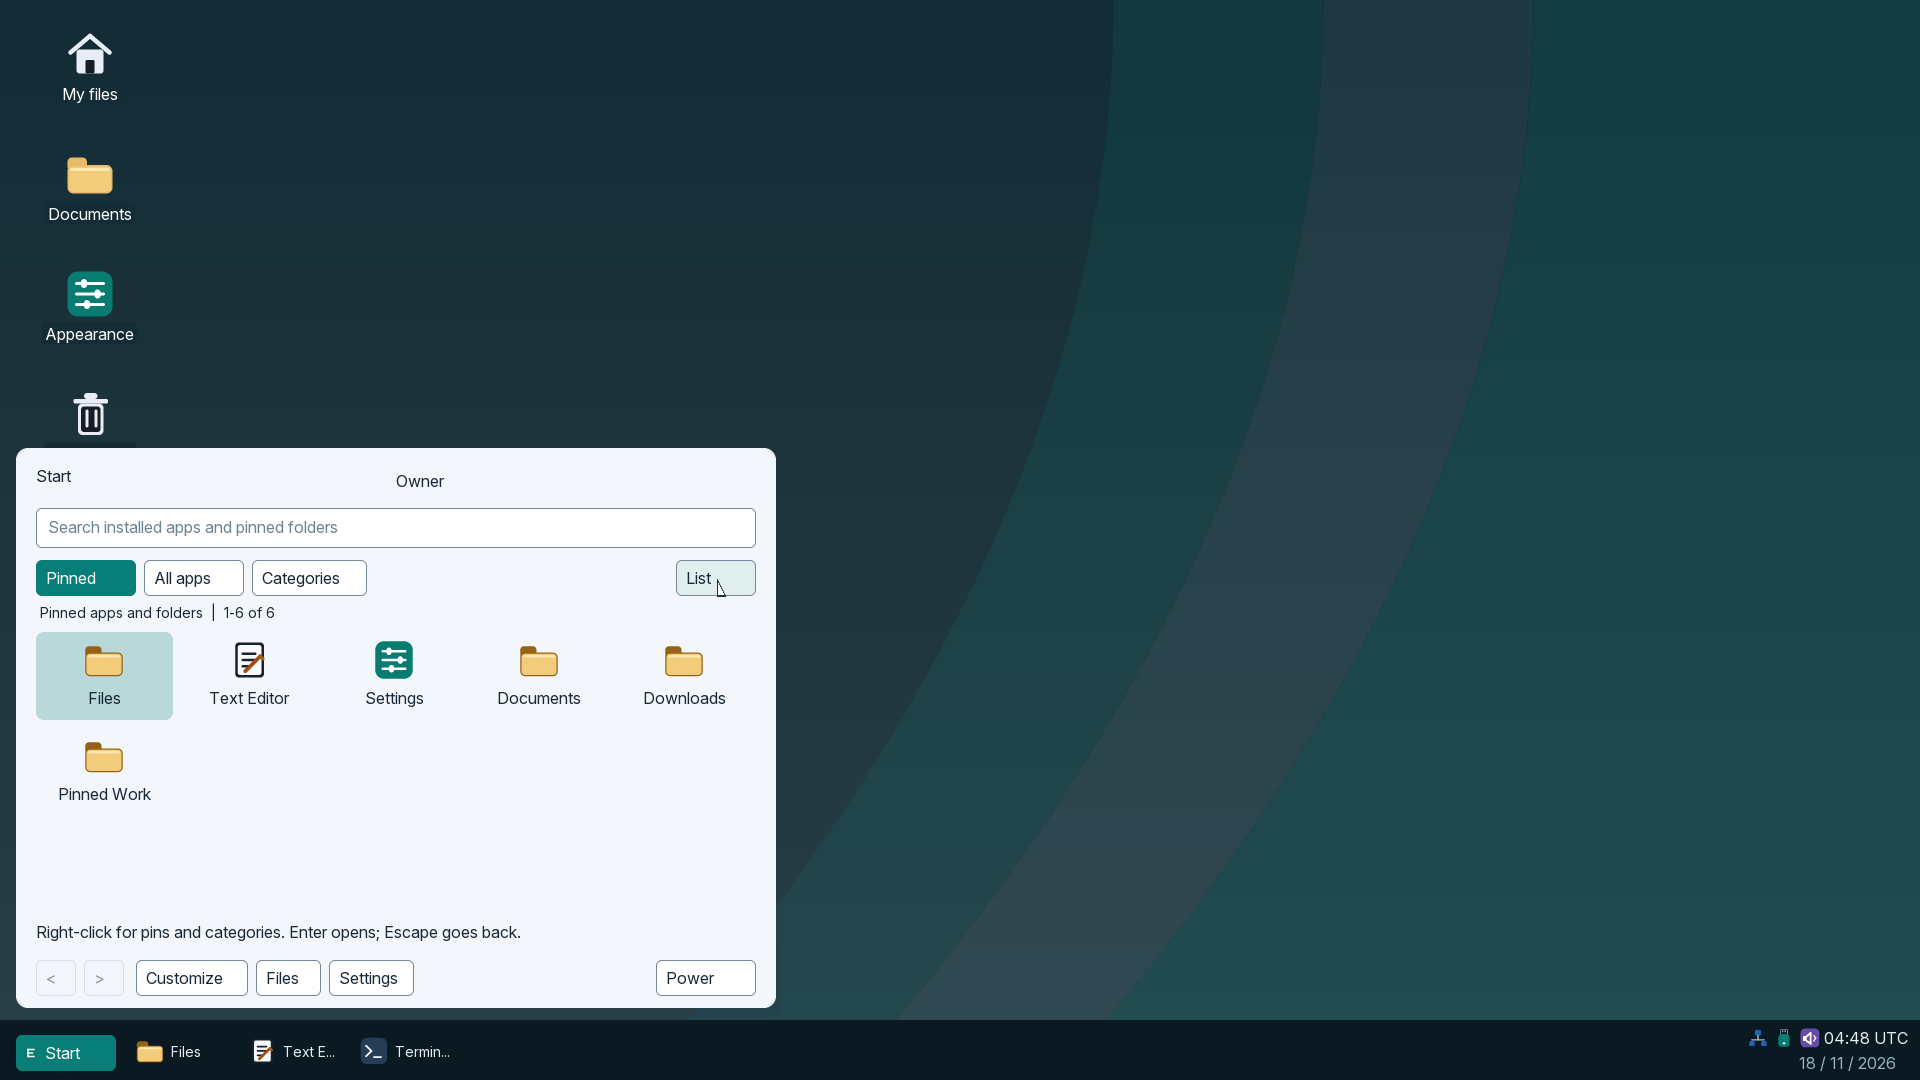 My files
Documents
Appearance
Start
Owner
Search installed apps and pinned folders
Pinned
All apps
Categories
List
Pinned apps and folders | 1-6 of 6
Files
Text Editor
Settings
Documents
Downloads
Pinned Work
Right-click for pins and categories. Enter opens; Escape goes back.
<
>
Customize
Files
Settings
Power
E Start
Files
Text E...
Termin...
04:48 UTC
18 / 11 / 2026